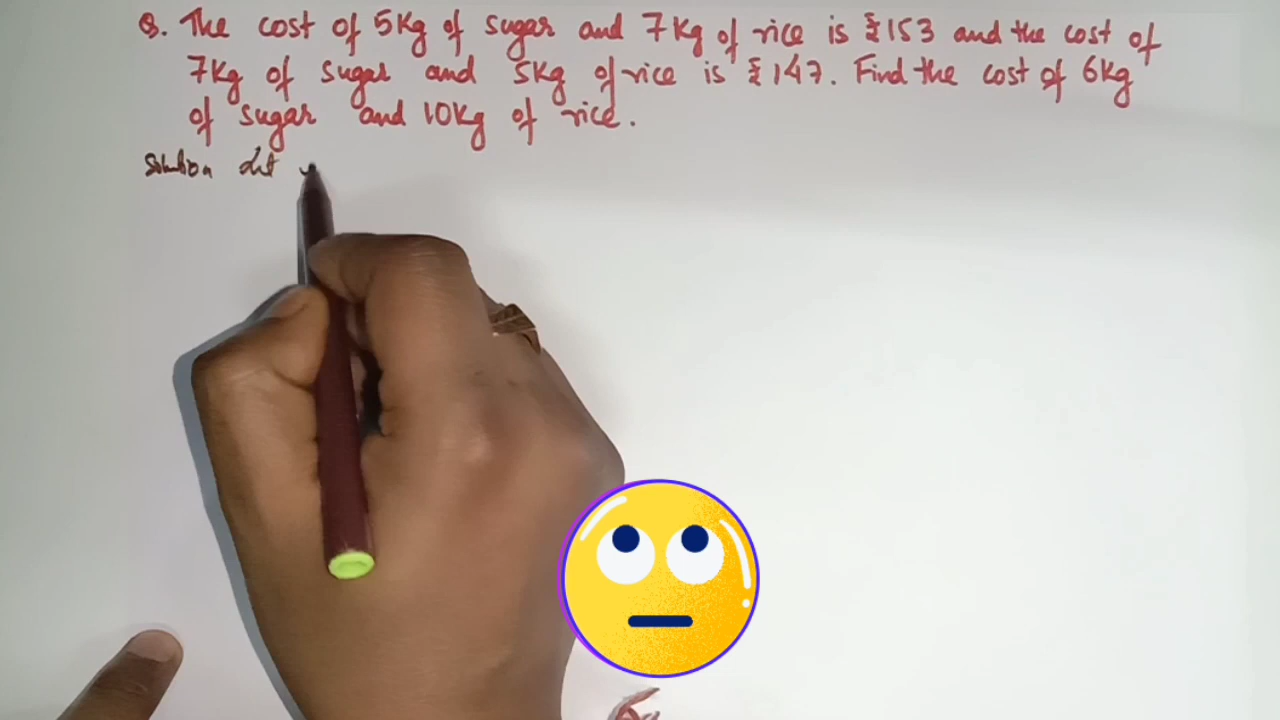 Q. The cost of 5kg of sugar and 7kg of rice is ₹153 and the cost of
7kg of sugar and 5kg of rice is ₹147. Find the cost of 6kg
of sugar and 10kg of rice.
Solution Let